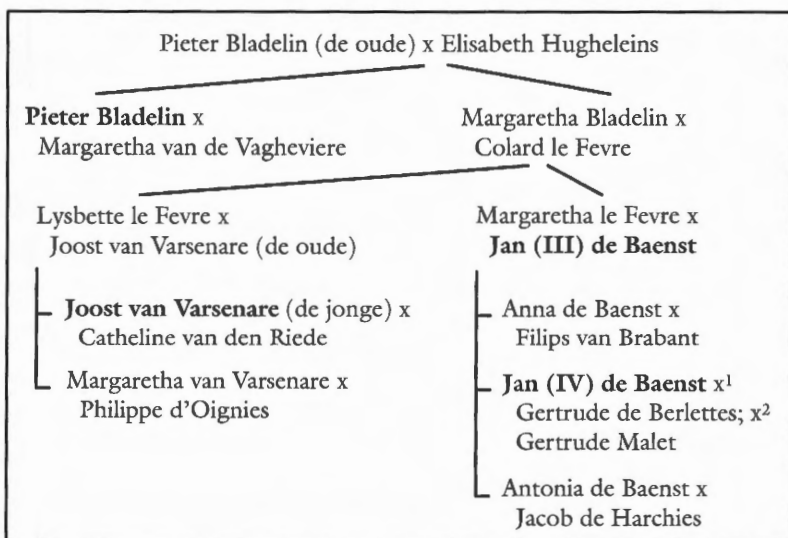 Pieter Bladelin (de oude) x Elisabeth Hugheleins
Pieter Bladelin x
Margaretha van de Vagheviere
Margaretha Bladelin x
Colard le Fevre
Lysbette le Fevre x
Joost van Varsenare (de oude)
Joost van Varsenare (de jonge) x
Catheline van den Riede
Margaretha van Varsenare x
Philippe d'Oignies
Margaretha le Fevre x
Jan (III) de Baenst
Anna de Baenst x
Filips van Brabant
Jan (IV) de Baenst x¹
Gertrude de Berlettes; x²
Gertrude Malet
Antonia de Baenst x
Jacob de Harchies